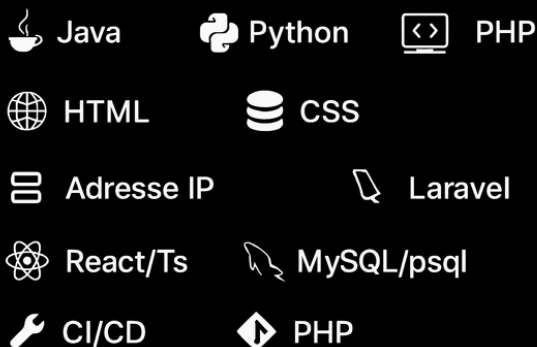 Java Python PHP
HTML CSS
Adresse IP Laravel
React/Ts MySQL/psql
CI/CD PHP